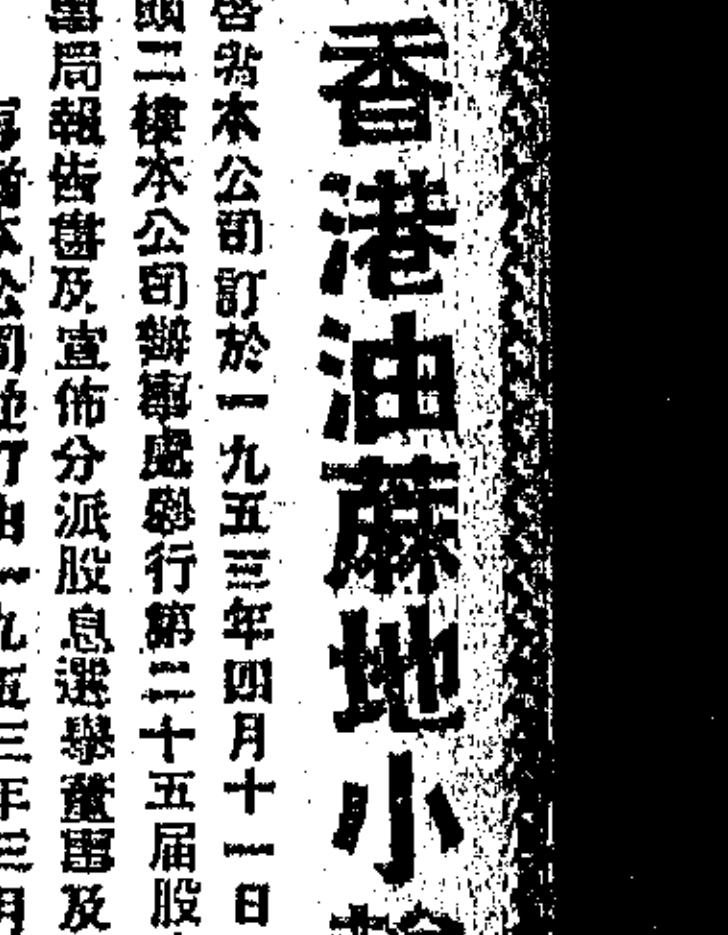 香港油蔴地小輪
啓者本公司訂於一九五三年四月十一日
頭二樓本公司辦事處舉行第二十五届股
事局報告書及宣佈分派股息選舉董事及
者本公司並訂由一九五三年三月